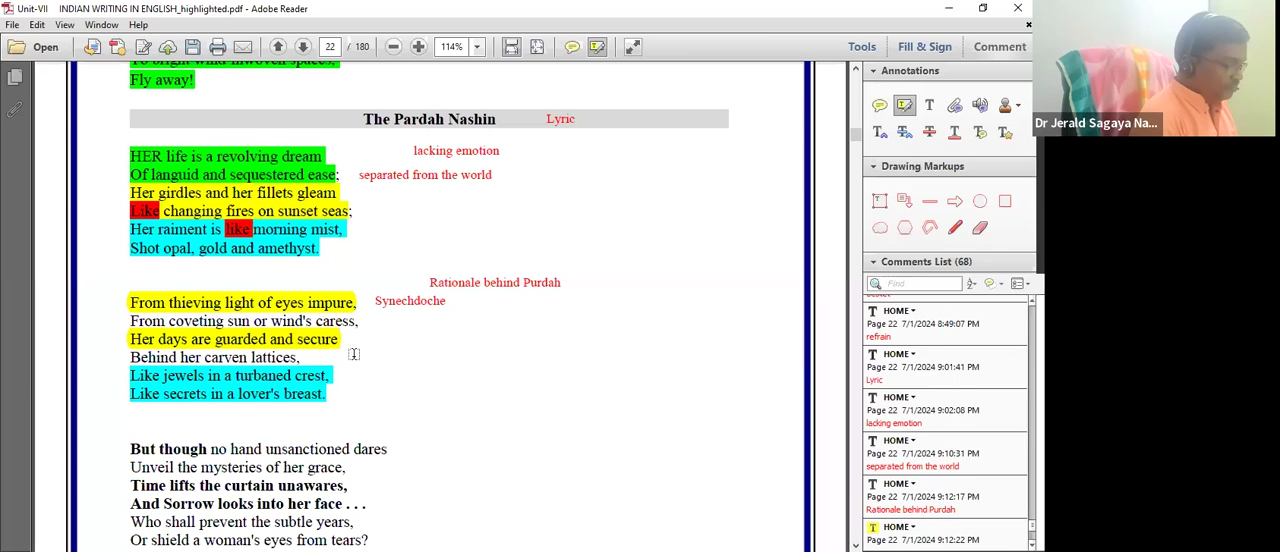 Unit-VII INDIAN WRITING IN ENGLISH_highlighted.pdf - Adobe Reader
File Edit View Window Help
Open 22 / 180 114% Tools Fill & Sign Comment
To bright wind-inwoven spaces,
Fly away!
The Pardah Nashin Lyric
HER life is a revolving dream lacking emotion
Of languid and sequestered ease; separated from the world
Her girdles and her fillets gleam
Like changing fires on sunset seas;
Her raiment is like morning mist,
Shot opal, gold and amethyst.
Rationale behind Purdah
From thieving light of eyes impure, Synechdoche
From coveting sun or wind's caress,
Her days are guarded and secure
Behind her carven lattices,
Like jewels in a turbaned crest,
Like secrets in a lover's breast.
But though no hand unsanctioned dares
Unveil the mysteries of her grace,
Time lifts the curtain unawares,
And Sorrow looks into her face . . .
Who shall prevent the subtle years,
Or shield a woman's eyes from tears?
Annotations
Drawing Markups
Comments List (68)
Find
HOME
Page 22 7/1/2024 8:49:07 PM
refrain
HOME
Page 22 7/1/2024 9:01:41 PM
Lyric
HOME
Page 22 7/1/2024 9:02:08 PM
lacking emotion
HOME
Page 22 7/1/2024 9:10:31 PM
separated from the world
HOME
Page 22 7/1/2024 9:12:17 PM
Rationale behind Purdah
HOME
Page 22 7/1/2024 9:12:22 PM
Dr Jerald Sagaya Na...